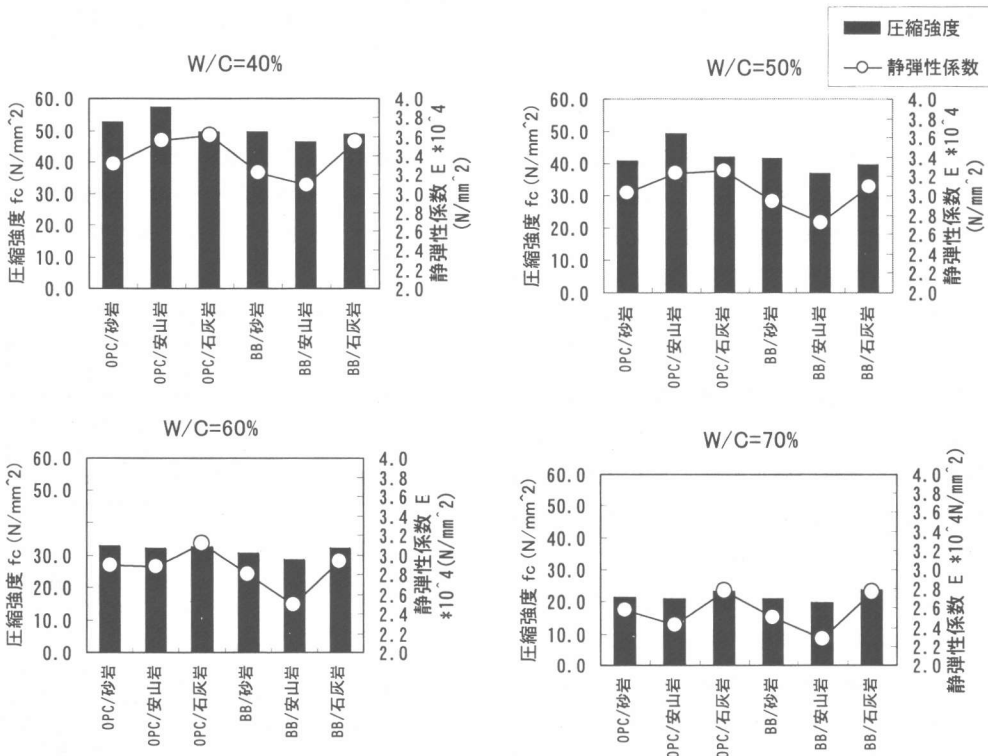 圧縮強度
静弾性係数
W/C=40%
圧縮強度 fc (N/mm^2)
60.0
50.0
40.0
30.0
20.0
10.0
0.0
4.0
3.8
3.6
3.4
3.2
3.0
2.8
2.6
2.4
2.2
2.0
静弾性係数 E *10^4
(N/mm^2)
OPC/砂岩
OPC/安山岩
OPC/石灰岩
BB/砂岩
BB/安山岩
BB/石灰岩
W/C=50%
圧縮強度 fc (N/mm^2)
60.0
50.0
40.0
30.0
20.0
10.0
0.0
4.0
3.8
3.6
3.4
3.2
3.0
2.8
2.6
2.4
2.2
2.0
静弾性係数 E *10^4
(N/mm^2)
OPC/砂岩
OPC/安山岩
OPC/石灰岩
BB/砂岩
BB/安山岩
BB/石灰岩
W/C=60%
圧縮強度 fc (N/mm^2)
60.0
50.0
30.0
20.0
10.0
0.0
4.0
3.8
3.6
3.4
3.2
3.0
2.8
2.6
2.4
2.2
2.0
静弾性係数 E
*10^4(N/mm^2)
OPC/砂岩
OPC/安山岩
OPC/石灰岩
BB/砂岩
BB/安山岩
BB/石灰岩
W/C=70%
圧縮強度 fc (N/mm^2)
60.0
50.0
40.0
30.0
20.0
10.0
0.0
4.0
3.8
3.6
3.4
3.2
3.0
2.8
2.6
2.4
2.2
2.0
静弾性係数 E *10^4N/mm^2)
OPC/砂岩
OPC/安山岩
OPC/石灰岩
BB/砂岩
BB/安山岩
BB/石灰岩